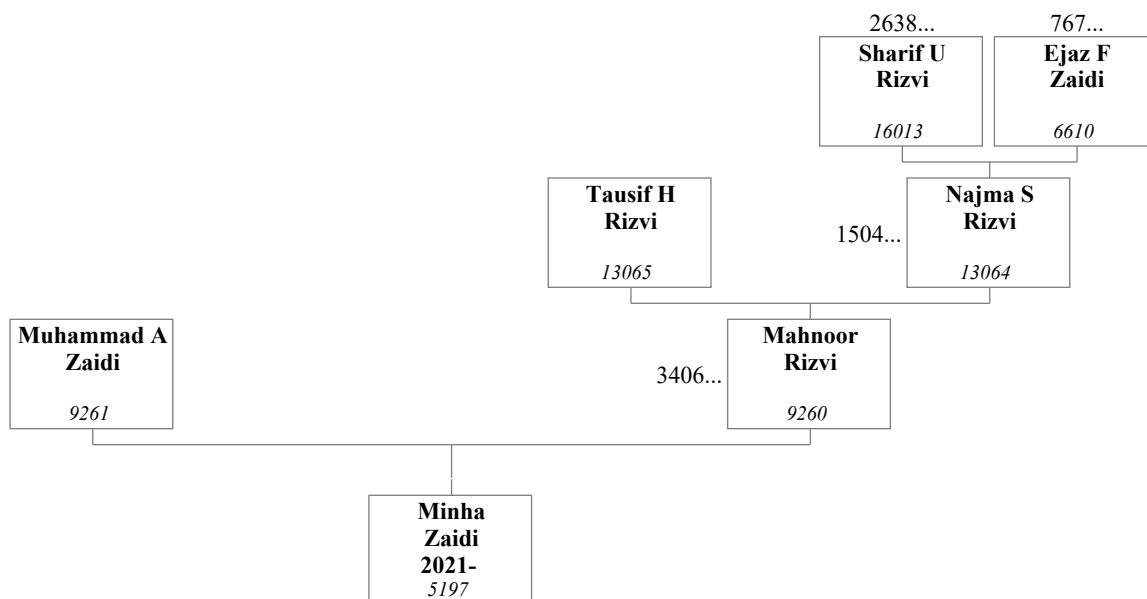 2638...
767...
Sharif U
Rizvi
16013
Ejaz F
Zaidi
6610
Tausif H
Rizvi
13065
1504...
Najma S
Rizvi
13064
Muhammad A
Zaidi
9261
3406...
Mahnoor
Rizvi
9260
Minha
Zaidi
2021-
5197